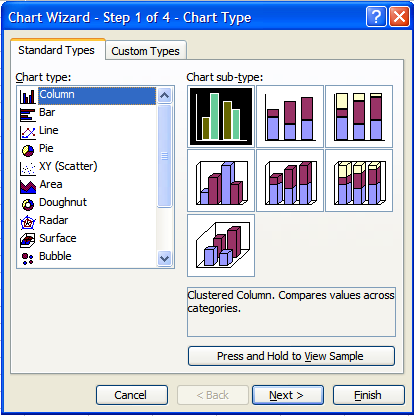 Chart Wizard - Step 1 of 4 - Chart Type
Standard Types
Custom Types
Chart type:
Column
Bar
Line
Pie
XY (Scatter)
Area
Doughnut
Radar
Surface
Bubble
Chart sub-type:
Clustered Column. Compares values across
categories.
Press and Hold to View Sample
Cancel
< Back
Next >
Finish